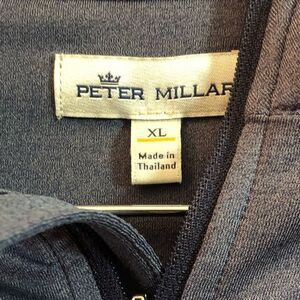 PETER MILLAR
XL
Made in
Thailand